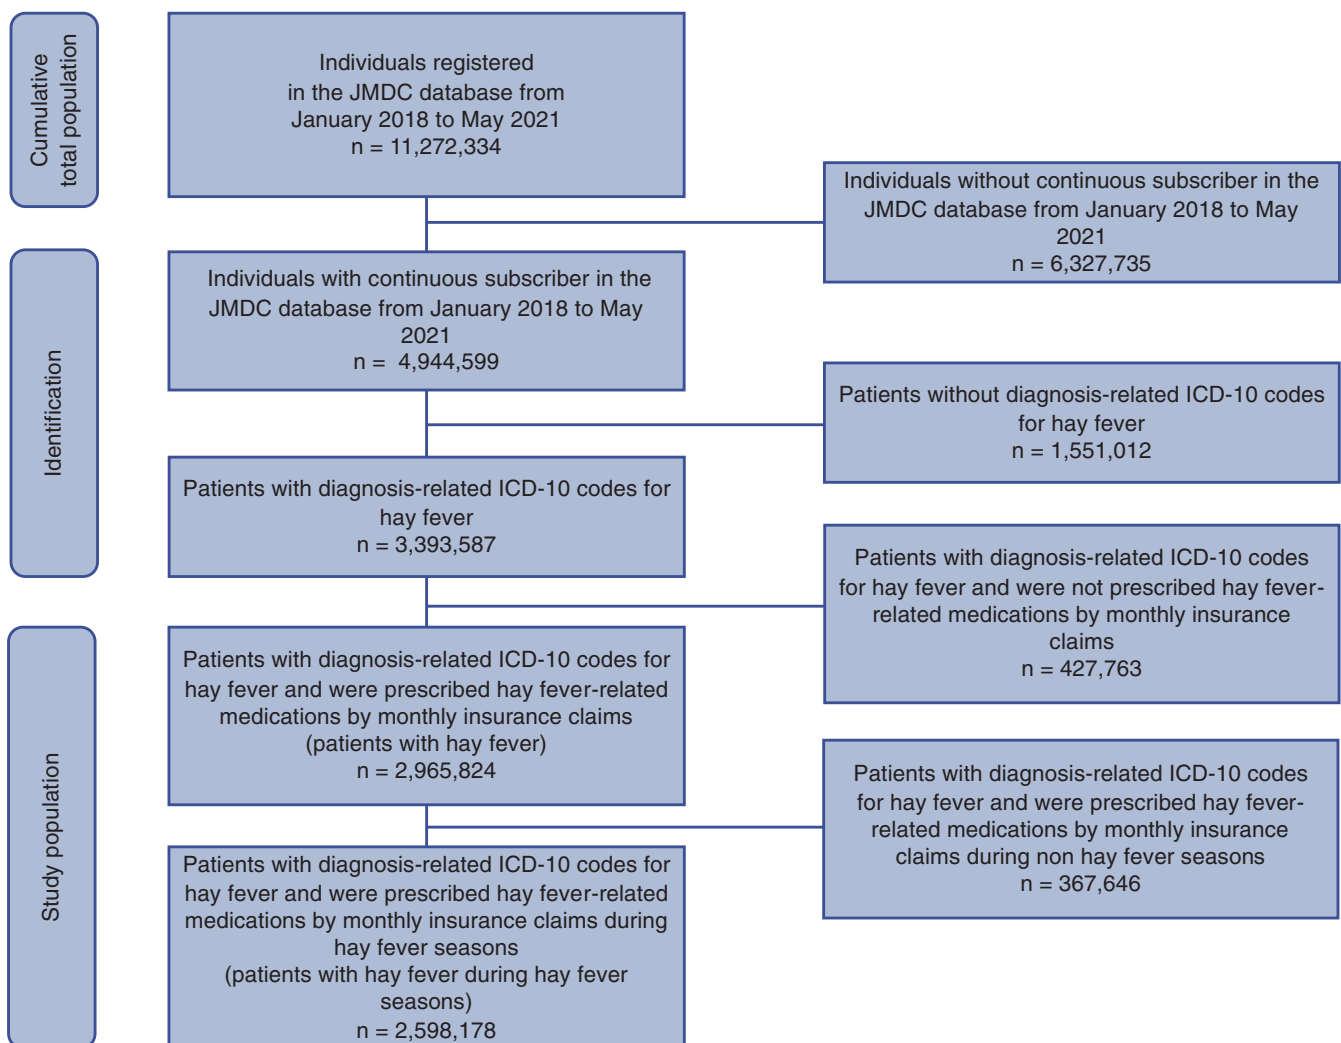 Cumulative
total population
Individuals registered
in the JMDC database from
January 2018 to May 2021
n = 11,272,334
Individuals without continuous subscriber in the
JMDC database from January 2018 to May
2021
n = 6,327,735
Identification
Individuals with continuous subscriber in the
JMDC database from January 2018 to May
2021
n = 4,944,599
Patients without diagnosis-related ICD-10 codes
for hay fever
n = 1,551,012
Patients with diagnosis-related ICD-10 codes for
hay fever
n = 3,393,587
Patients with diagnosis-related ICD-10 codes
for hay fever and were not prescribed hay fever-
related medications by monthly insurance
claims
n = 427,763
Study population
Patients with diagnosis-related ICD-10 codes for
hay fever and were prescribed hay fever-related
medications by monthly insurance claims
(patients with hay fever)
n = 2,965,824
Patients with diagnosis-related ICD-10 codes
for hay fever and were prescribed hay fever-
related medications by monthly insurance
claims during non hay fever seasons
n = 367,646
Patients with diagnosis-related ICD-10 codes for
hay fever and were prescribed hay fever-related
medications by monthly insurance claims during
hay fever seasons
(patients with hay fever during hay fever
seasons)
n = 2,598,178